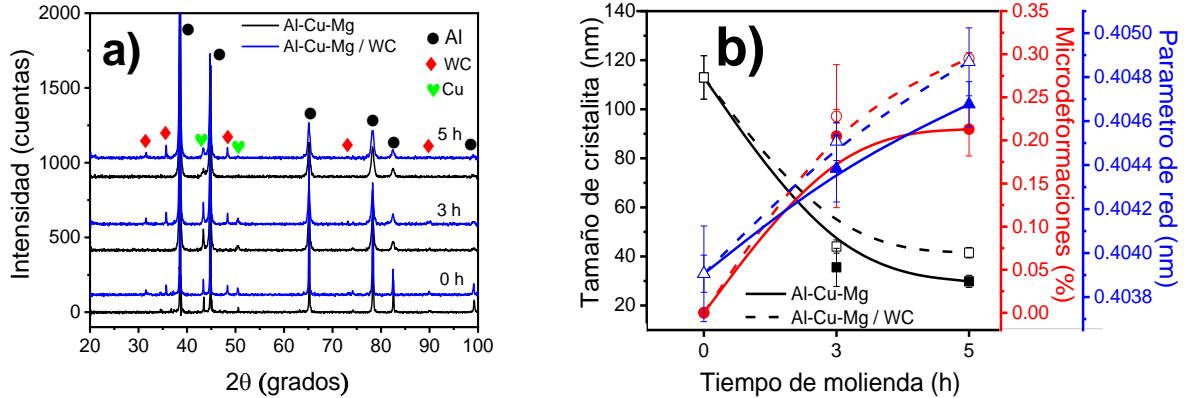 a)
Al-Cu-Mg
Al-Cu-Mg / WC
Al
WC
Cu
5 h
3 h
0 h
2000
1500
1000
500
0
Intensidad (cuentas)
20 30 40 50 60 70 80 90 100
2θ (grados)
b)
140
120
100
80
60
40
20
Tamaño de cristalita (nm)
Al-Cu-Mg
Al-Cu-Mg / WC
0 3 5
Tiempo de molienda (h)
0.35
0.30
0.25
0.20
0.15
0.10
0.05
0.00
Microdeformaciones (%)
0.4050
0.4048
0.4046
0.4044
0.4042
0.4040
0.4038
Parametro de red (nm)